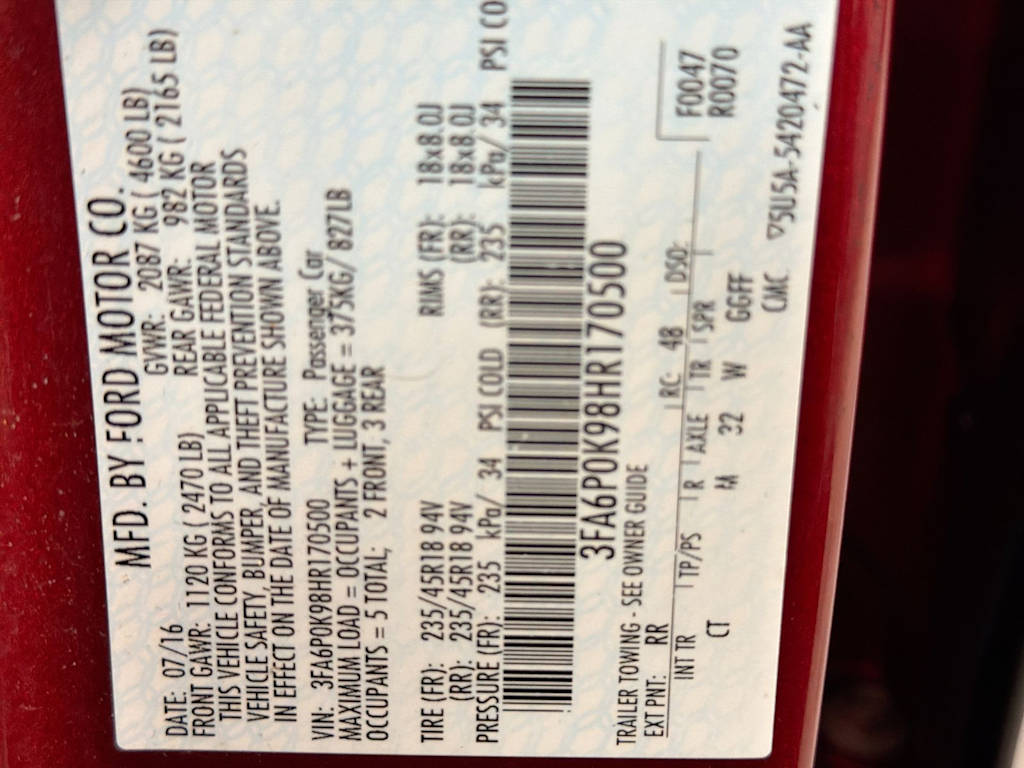 MFD. BY FORD MOTOR CO.
DATE: 07/16 GVWR: 2087 KG ( 4600 LB)
FRONT GAWR: 1120 KG ( 2470 LB) REAR GAWR: 982 KG ( 2165 LB)
THIS VEHICLE CONFORMS TO ALL APPLICABLE FEDERAL MOTOR
VEHICLE SAFETY, BUMPER, AND THEFT PREVENTION STANDARDS
IN EFFECT ON THE DATE OF MANUFACTURE SHOWN ABOVE.
VIN: 3FA6P0K98HR170500 TYPE: Passenger Car
MAXIMUM LOAD = OCCUPANTS + LUGGAGE = 375KG/ 827LB
OCCUPANTS = 5 TOTAL; 2 FRONT, 3 REAR
TIRE (FR): 235/45R18 94V RIMS (FR): 18x8.0J
(RR): 235/45R18 94V (RR): 18x8.0J
PRESSURE (FR): 235 kPa/ 34 PSI COLD (RR): 235 kPa/ 34 PSI CO
3FA6P0K98HR170500
TRAILER TOWING - SEE OWNER GUIDE
EXT PNT: RR RC: 48 DSO: F0047
R0070
INT TR TP/PS R AXLE TR SPR
CT M 32 W GGFF
CMC
▽5U5A-5420472-AA